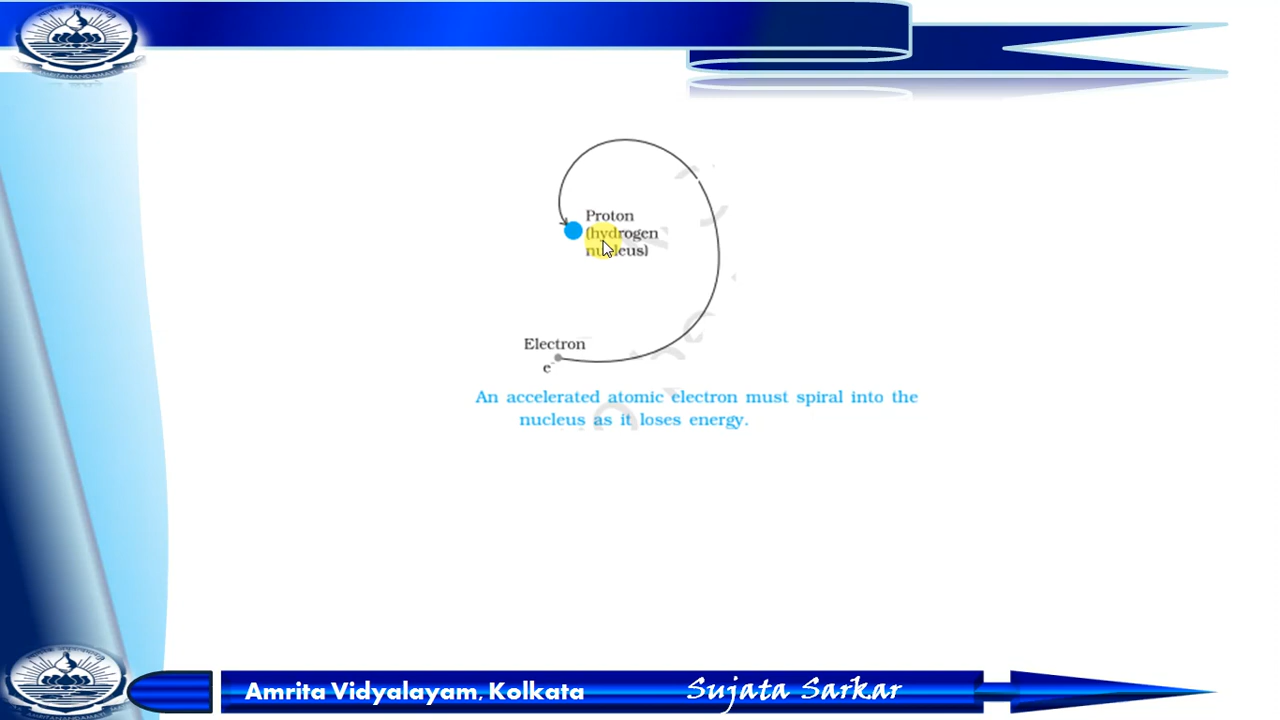 Proton
(hydrogen
nucleus)
Electron
e⁻
An accelerated atomic electron must spiral into the
nucleus as it loses energy.
Amrita Vidyalayam, Kolkata
Sujata Sarkar